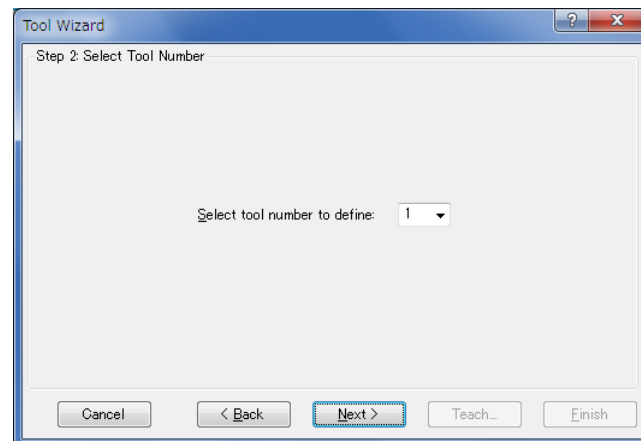 Tool Wizard
Step 2: Select Tool Number
Select tool number to define: 1
Cancel < Back Next > Teach... Finish